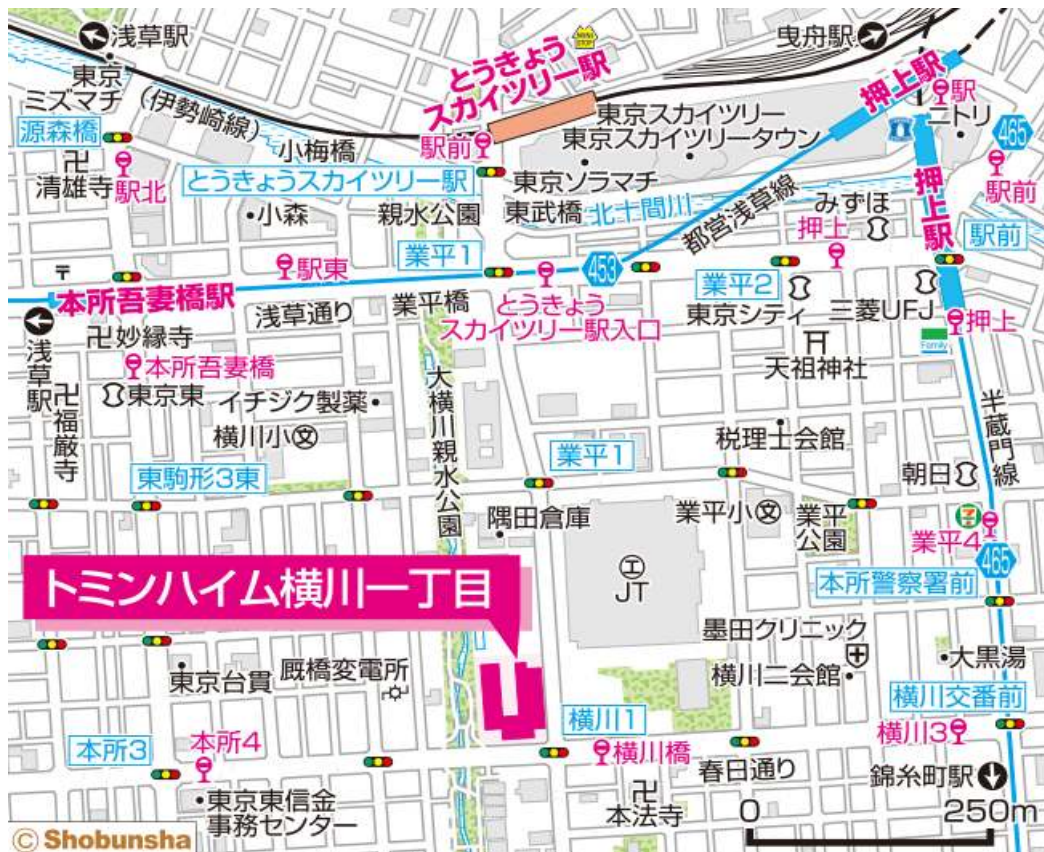 浅草駅
東京
ミズマチ
(伊勢崎線)
源森橋
卍
清雄寺
駅北
小梅橋
とうきょう
スカイツリー駅
MINI
STOP
曳舟駅
押上駅
駅
ニトリ
465
駅前
駅前
とうきょうスカイツリー駅
東京スカイツリー
東京スカイツリータウン
東京ソラマチ
小森
親水公園
東武橋
北十間川
都営浅草線
みずほ
押上
押上駅
駅前
〒
駅東
業平1
453
業平2
本所吾妻橋駅
浅草通り
業平橋
とうきょう
スカイツリー駅入口
東京シティ
三菱UFJ
押上
Family
天祖神社
浅草駅
卍妙縁寺
本所吾妻橋
卍福厳寺
東京東
イチジク製薬
横川小
文
大横川親水公園
税理士会館
半蔵門線
東駒形3東
業平1
朝日
隅田倉庫
業平小
文
業平
公園
7
業平4
465
トミンハイム横川一丁目
工
JT
本所警察署前
墨田クリニック
横川二会館
大黒湯
東京台貫
厩橋変電所
横川交番前
本所3
本所4
横川1
横川橋
横川3
春日通り
錦糸町駅
東京東信金
事務センター
卍
本法寺
0 250m
© Shobunsha